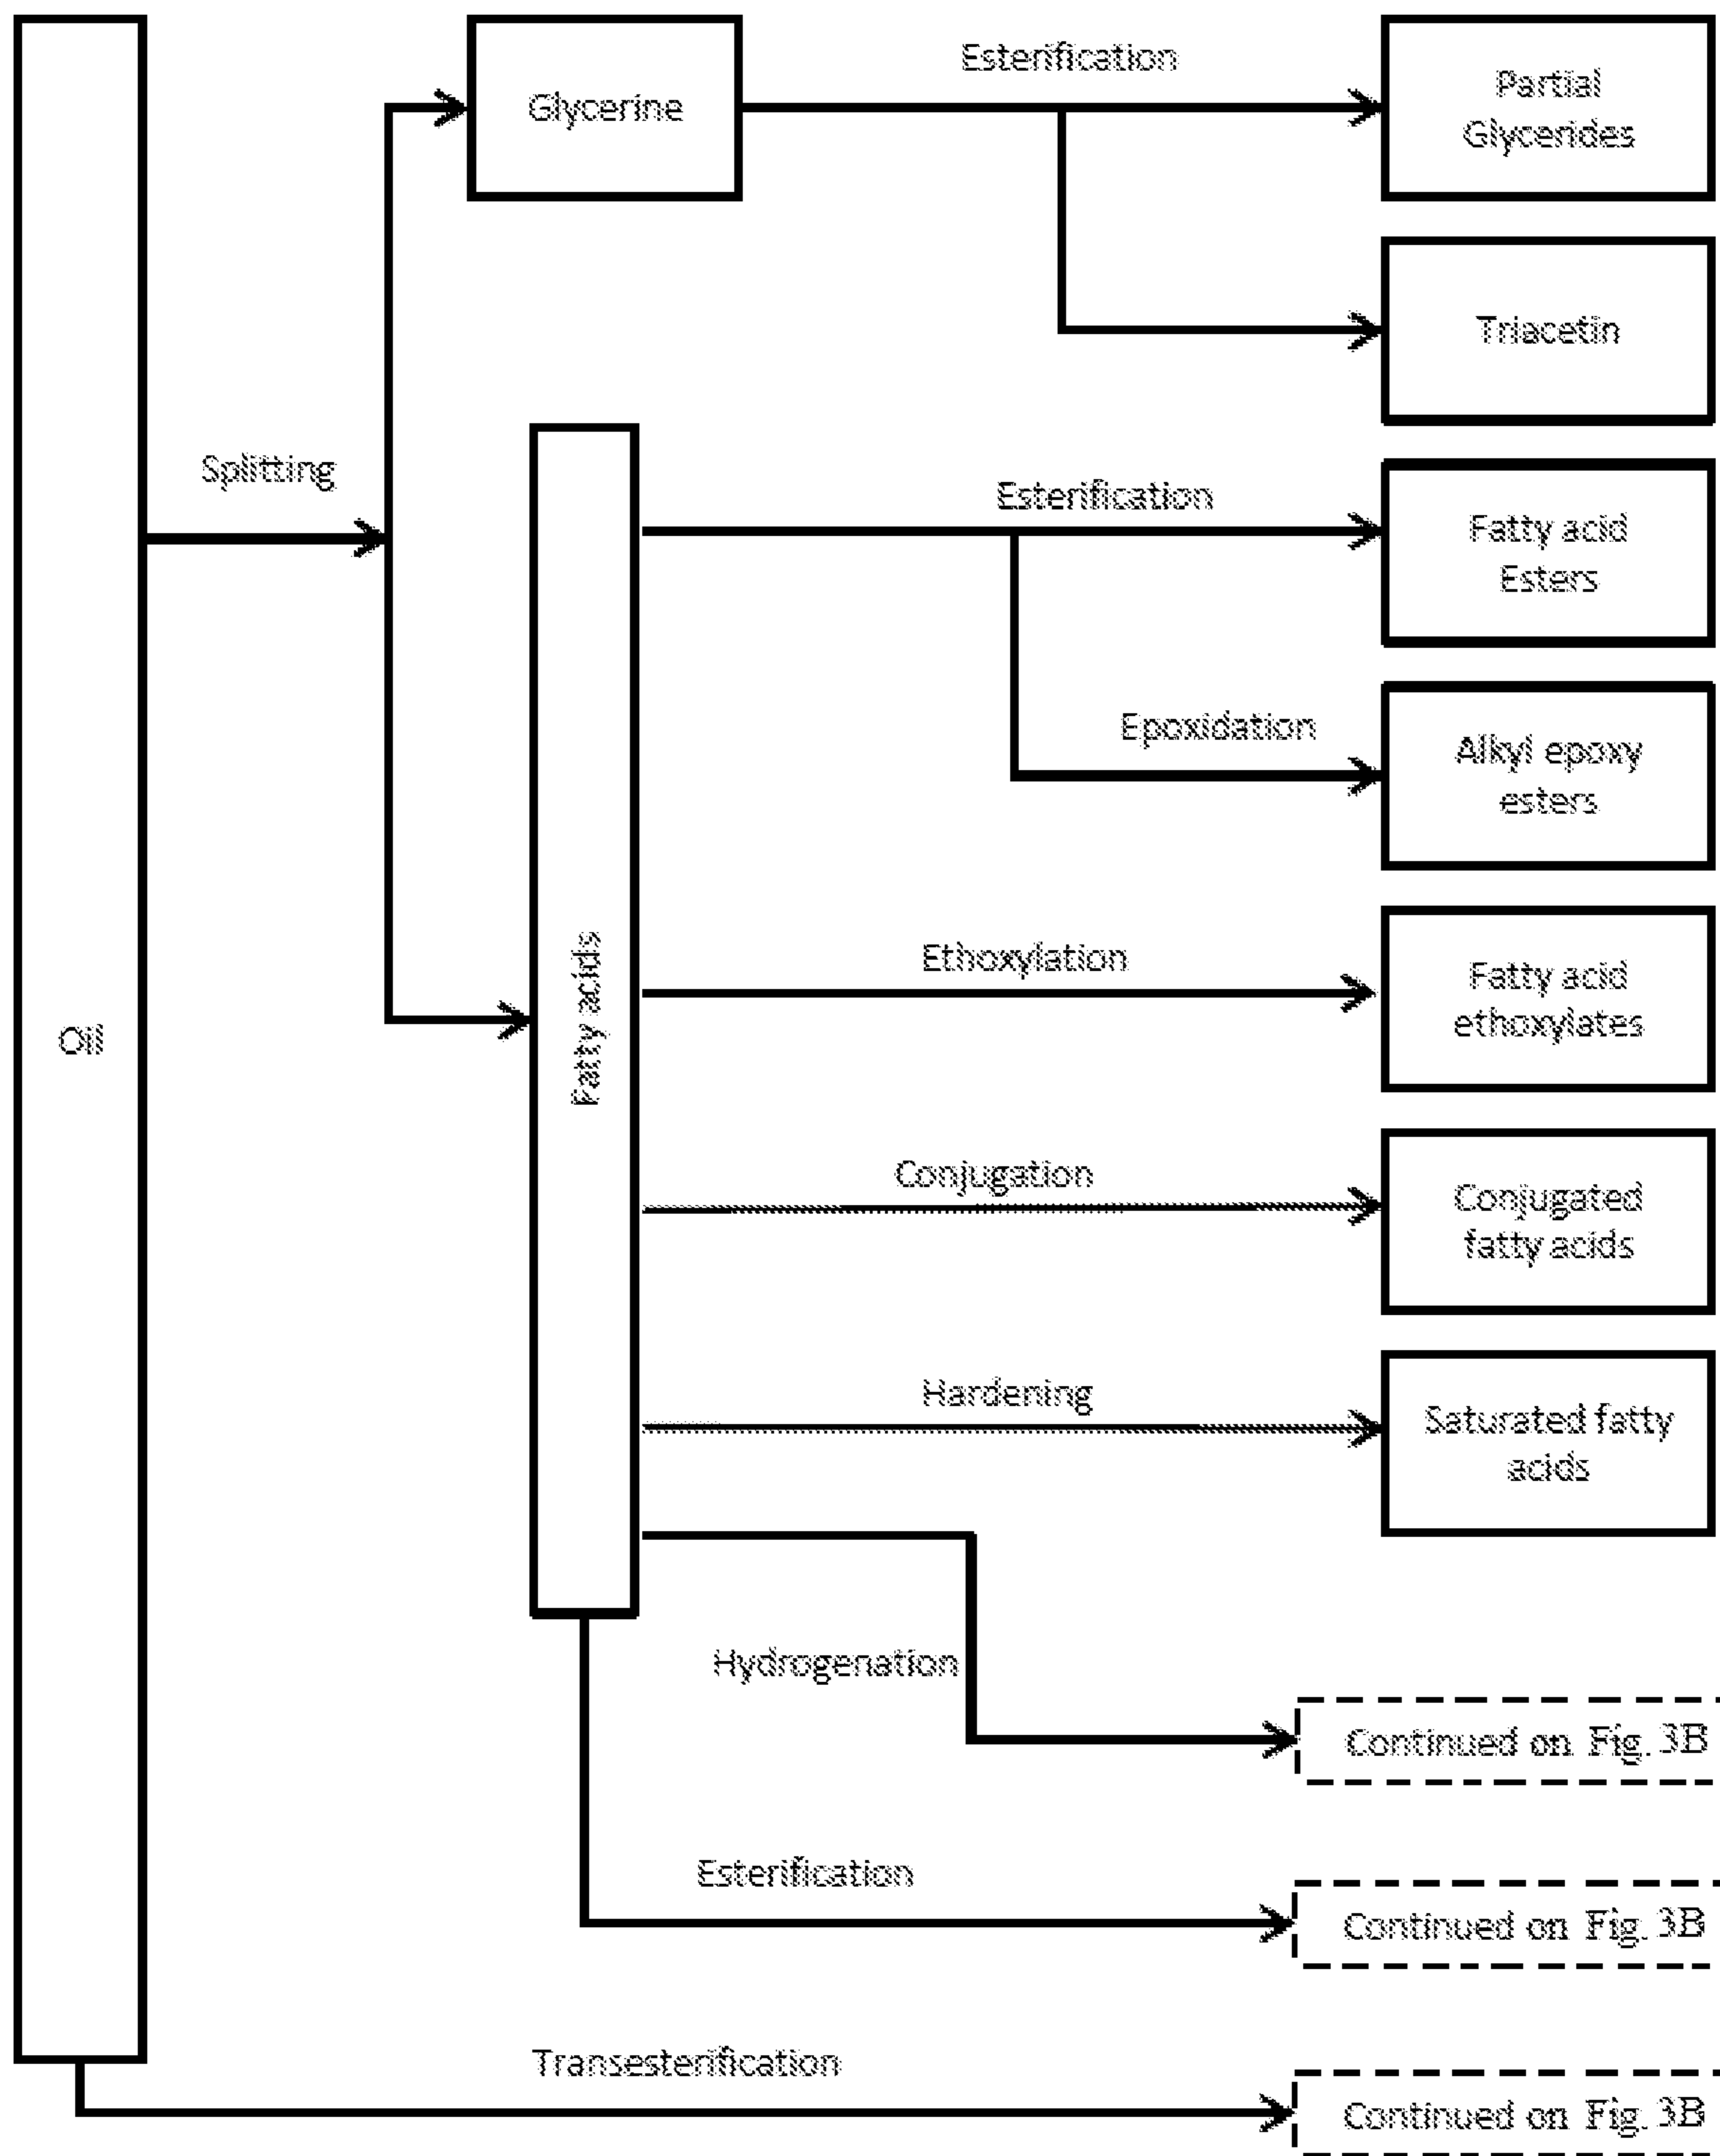 Esterification
Glycerine
Partial
Glycerides
Triacetin
Splitting
Esterification
Fatty acid
Esters
Epoxidation
Alkyl epoxy
esters
Oil
Fatty acids
Ethoxylation
Fatty acid
ethoxylates
Conjugation
Conjugated
fatty acids
Hardening
Saturated fatty
acids
Hydrogenation
Continued on Fig. 3B
Esterification
Continued on Fig. 3B
Transesterification
Continued on Fig. 3B